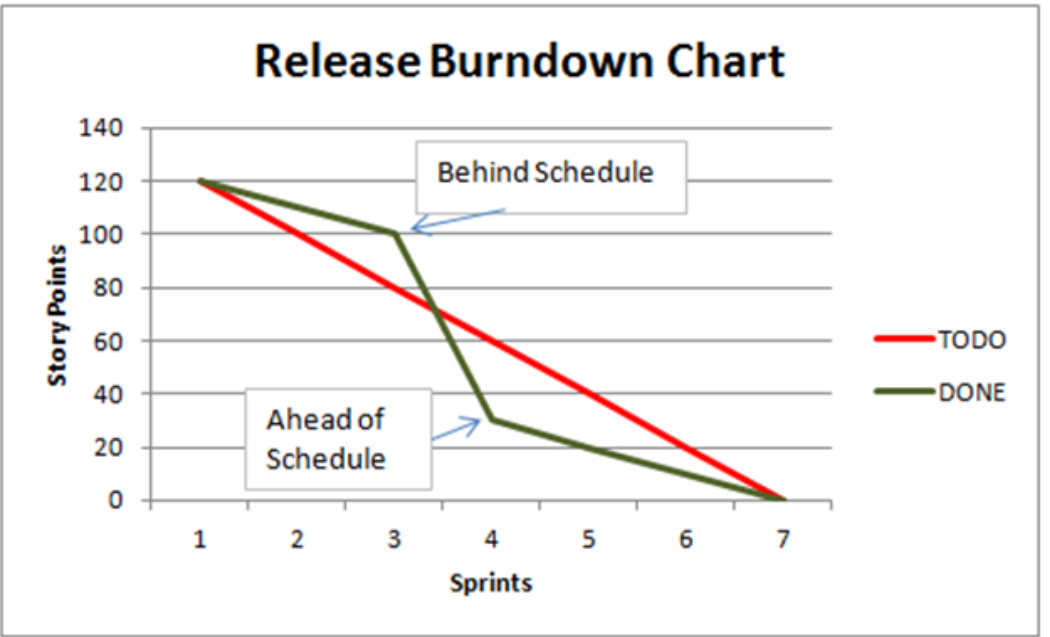 Release Burndown Chart
140
120
100
80
60
40
20
0
Story Points
Behind Schedule
Ahead of
Schedule
TODO
DONE
1 2 3 4 5 6 7
Sprints